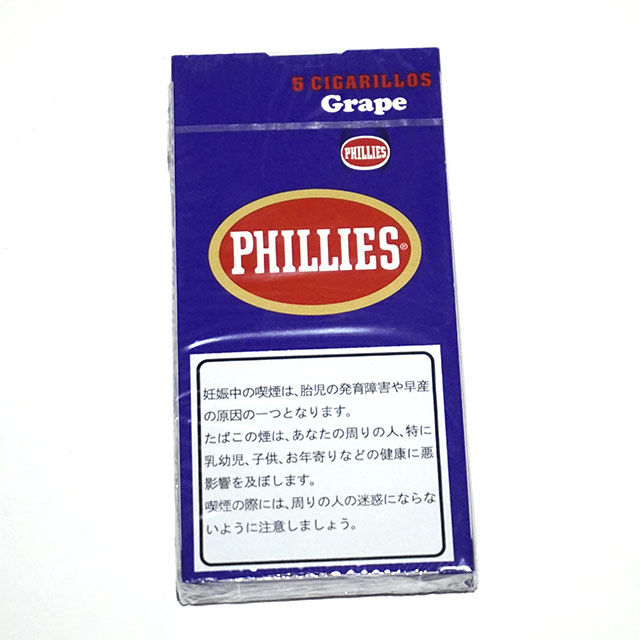 5 CIGARILLOS
Grape
PHILLIES
PHILLIES®
妊娠中の喫煙は、胎児の発育障害や早産
の原因の一つとなります。
たばこの煙は、あなたの周りの人、特に
乳幼児、子供、お年寄りなどの健康に悪
影響を及ぼします。
喫煙の際には、周りの人の迷惑にならな
いように注意しましょう。